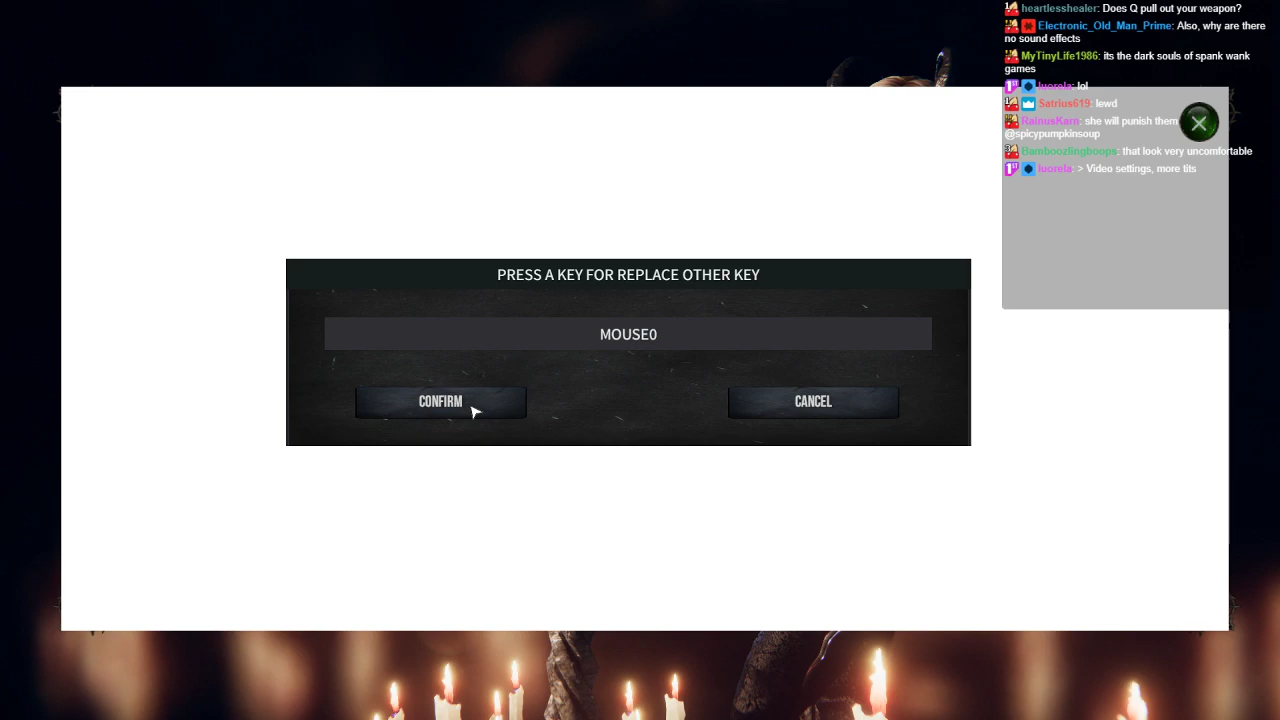 heartlesshealer: Does Q pull out your weapon?
Electronic_Old_Man_Prime: Also, why are there
no sound effects
MyTinyLife1986: its the dark souls of spank wank
games
luorela: lol
Satrius619: lewd
RainusKarn: she will punish them
@spicypumpkinsoup
Bamboozlingboops: that look very uncomfortable
luorela: > Video settings, more tits
PRESS A KEY FOR REPLACE OTHER KEY
MOUSE0
CONFIRM
CANCEL